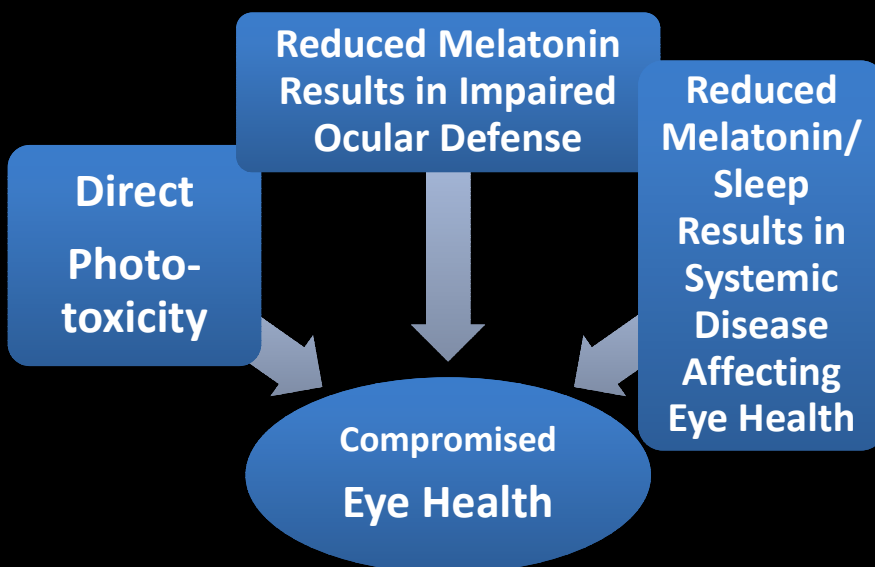 Direct
Photo-
toxicity
Reduced Melatonin
Results in Impaired
Ocular Defense
Reduced
Melatonin/
Sleep
Results in
Systemic
Disease
Affecting
Eye Health
Compromised
Eye Health